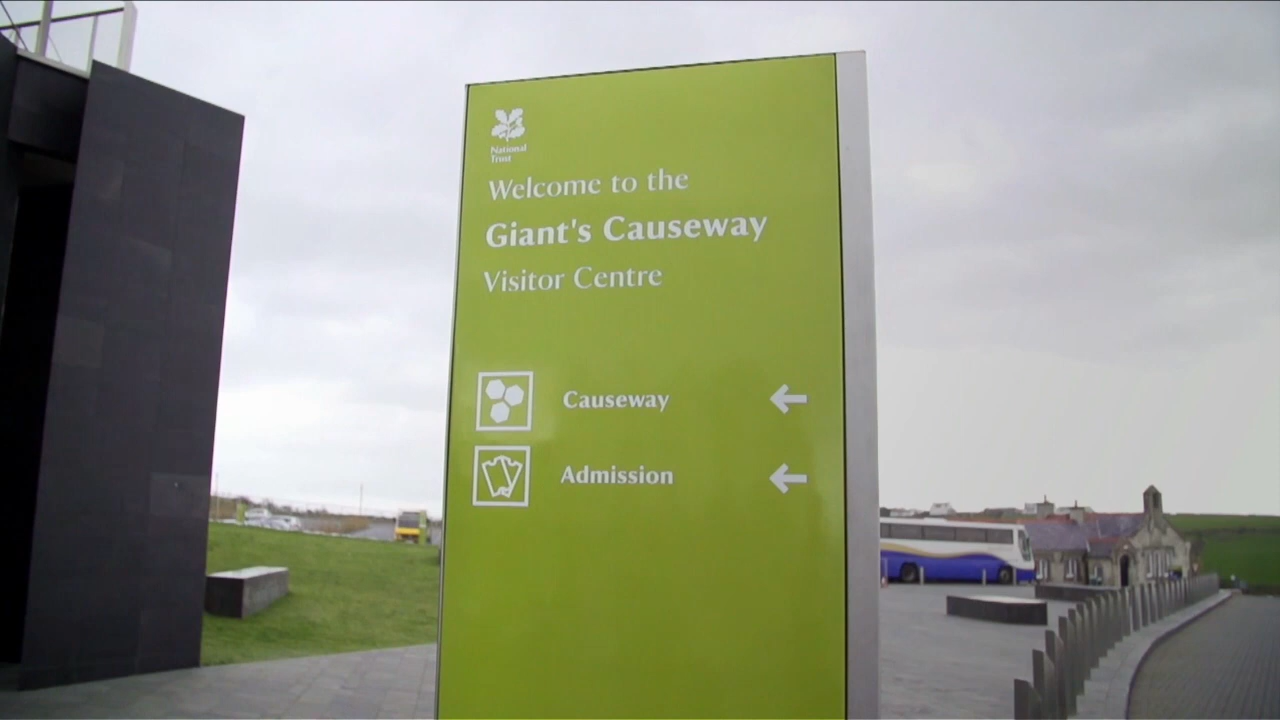 National
Trust
Welcome to the
Giant's Causeway
Visitor Centre
Causeway
Admission